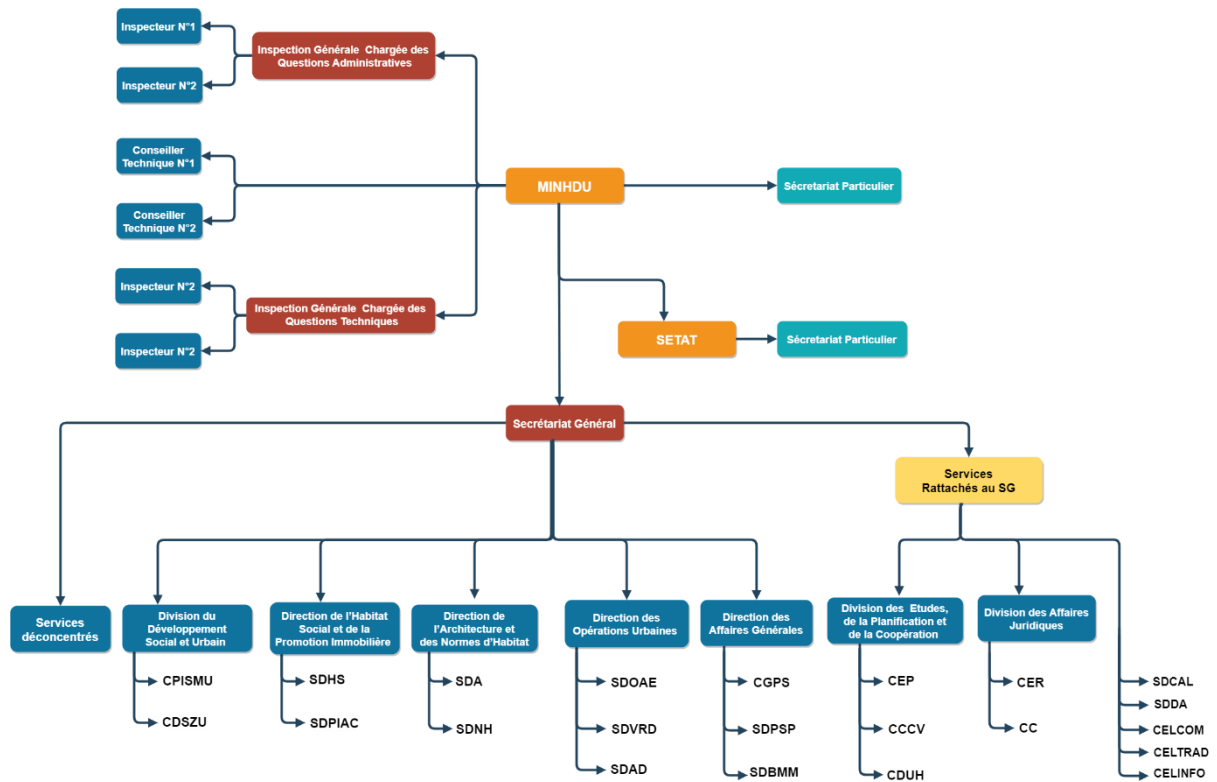 Inspecteur N°1
Inspection Générale  Chargée des
Questions Administratives
Inspecteur N°2
Conseiller
Technique N°1
MINHDU
Sécretariat Particulier
Conseiller
Technique N°2
Inspecteur N°2
Inspection Générale  Chargée des
Questions Techniques
Inspecteur N°2
SETAT
Sécretariat Particulier
Secrétariat Général
Services
Rattachés au SG
Services
déconcentrés
Division du
Développement
Social et Urbain
Direction de l'Habitat
Social et de la
Promotion Immobilière
Direction de
l'Architecture et
des Normes d'Habitat
Direction des
Opérations Urbaines
Direction des
Affaires Générales
Division des  Etudes,
de la Planification et
de la Coopération
Division des Affaires
Juridiques
CPISMU
CDSZU
SDHS
SDPIAC
SDA
SDNH
SDOAE
SDVRD
SDAD
CGPS
SDPSP
SDBMM
CEP
CCCV
CDUH
CER
CC
SDCAL
SDDA
CELCOM
CELTRAD
CELINFO